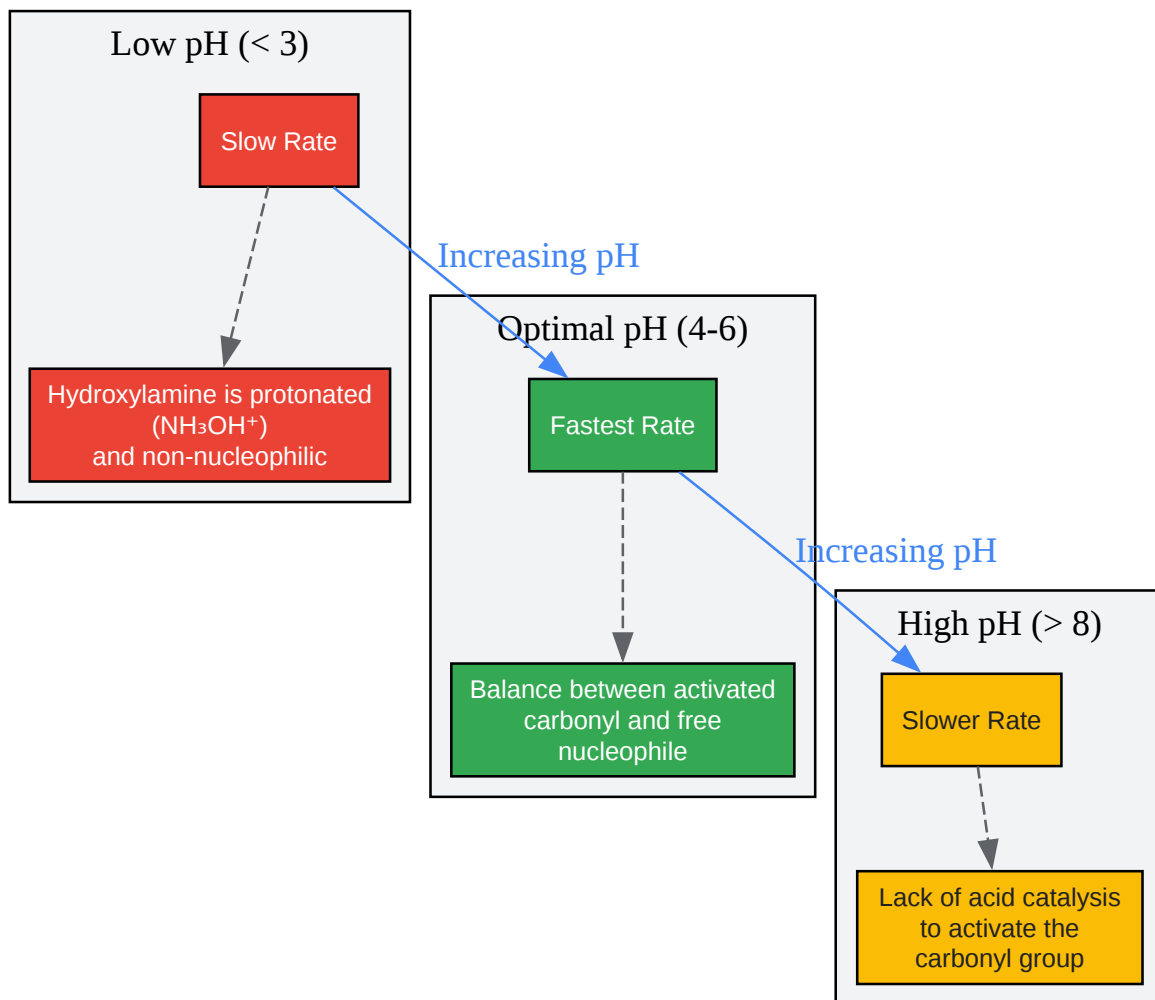 Low pH (< 3)
Slow Rate
Increasing pH
Hydroxylamine is protonated
(NH₃OH⁺)
and non-nucleophilic
Optimal pH (4-6)
Fastest Rate
Increasing pH
Balance between activated
carbonyl and free
nucleophile
High pH (> 8)
Slower Rate
Lack of acid catalysis
to activate the
carbonyl group